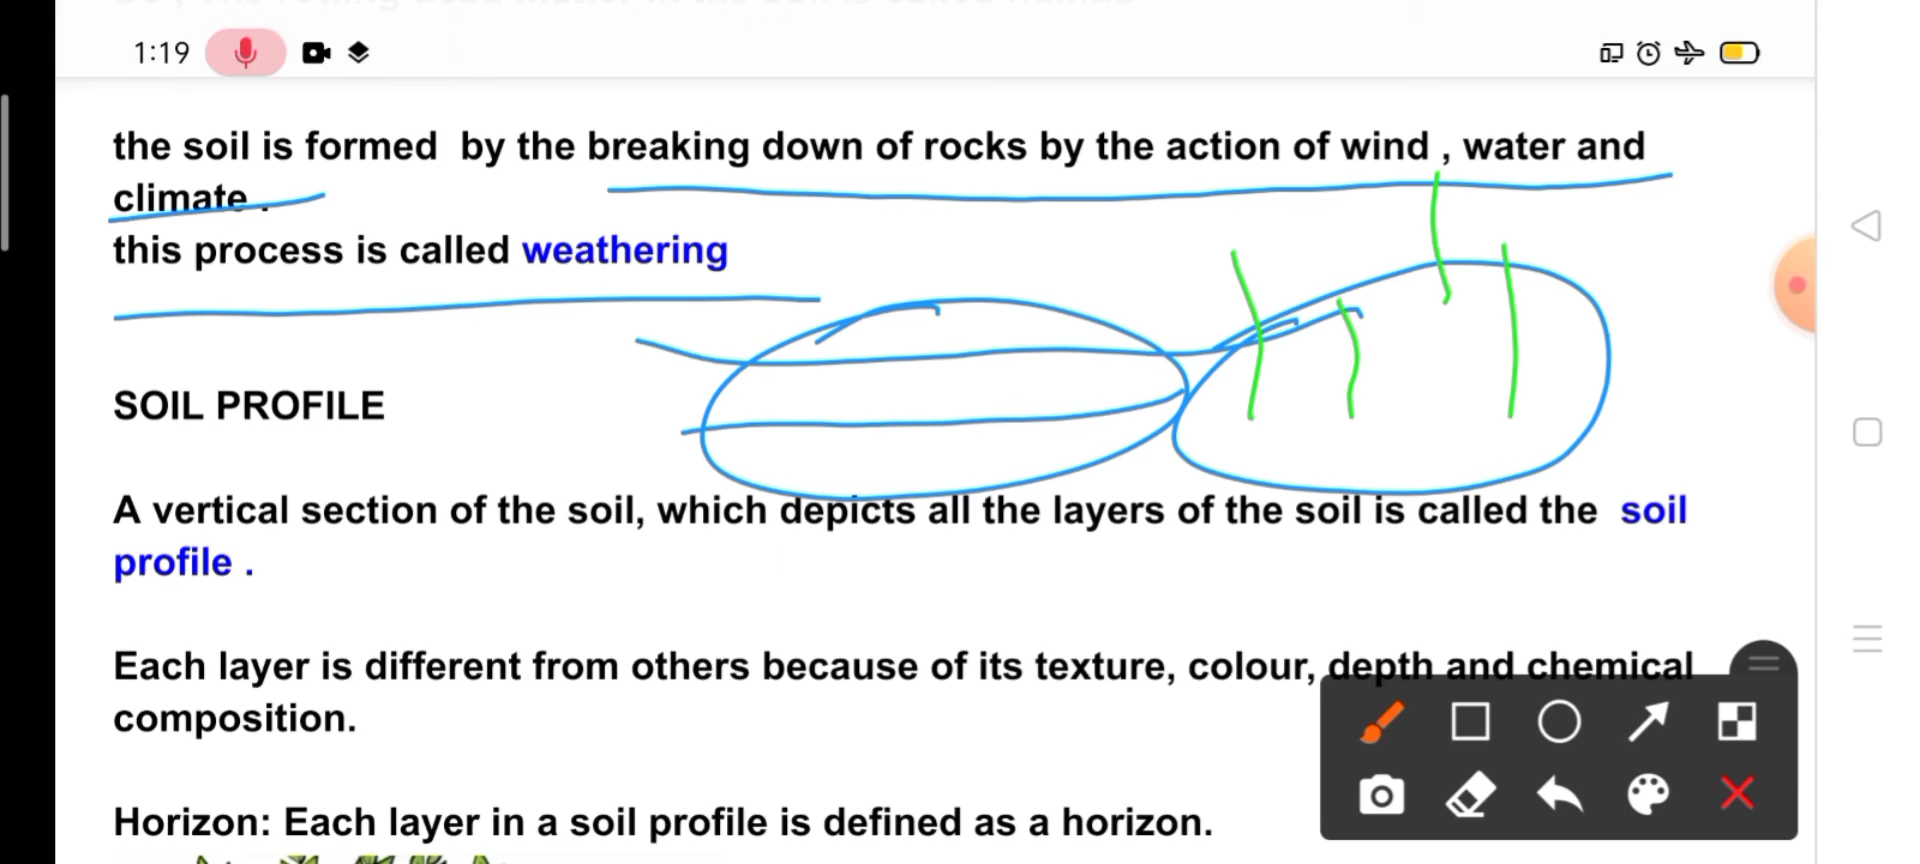 1:19
the soil is formed by the breaking down of rocks by the action of wind , water and
climate .
this process is called weathering
SOIL PROFILE
A vertical section of the soil, which depicts all the layers of the soil is called the soil
profile .
Each layer is different from others because of its texture, colour, depth and chemical
composition.
Horizon: Each layer in a soil profile is defined as a horizon.